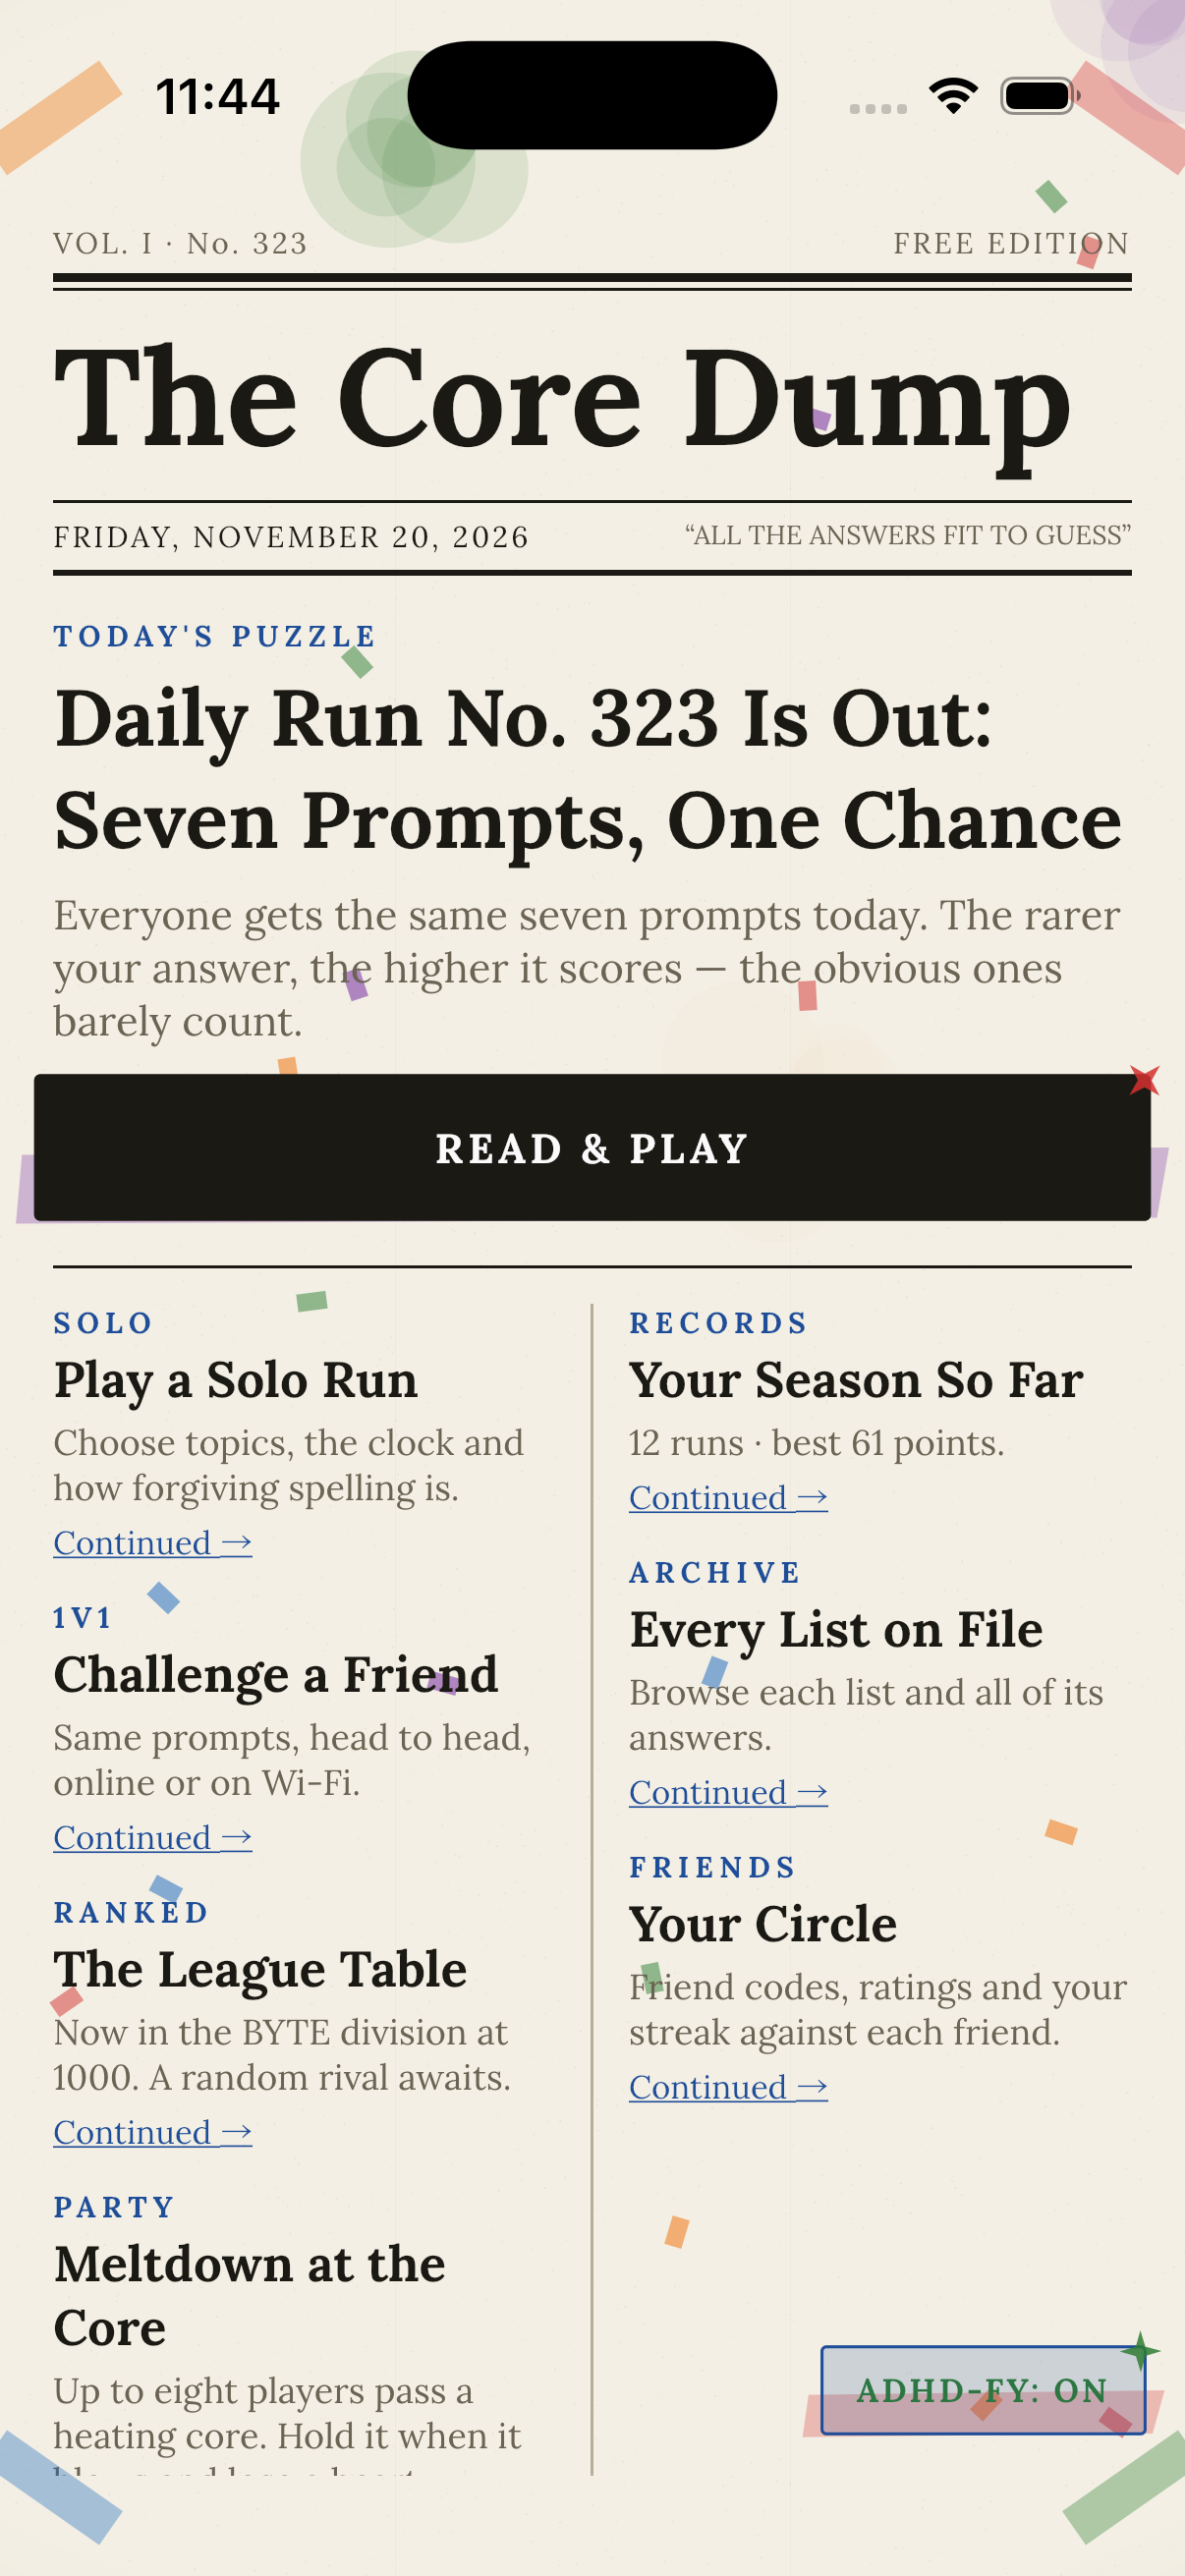 11:44
VOL. I · No. 323
FREE EDITION
The Core Dump
FRIDAY, NOVEMBER 20, 2026
“ALL THE ANSWERS FIT TO GUESS”
TODAY'S PUZZLE
Daily Run No. 323 Is Out:
Seven Prompts, One Chance
Everyone gets the same seven prompts today. The rarer
your answer, the higher it scores — the obvious ones
barely count.
READ & PLAY
SOLO
Play a Solo Run
Choose topics, the clock and
how forgiving spelling is.
Continued →
1V1
Challenge a Friend
Same prompts, head to head,
online or on Wi-Fi.
Continued →
RANKED
The League Table
Now in the BYTE division at
1000. A random rival awaits.
Continued →
PARTY
Meltdown at the
Core
Up to eight players pass a
heating core. Hold it when it
RECORDS
Your Season So Far
12 runs · best 61 points.
Continued →
ARCHIVE
Every List on File
Browse each list and all of its
answers.
Continued →
FRIENDS
Your Circle
Friend codes, ratings and your
streak against each friend.
Continued →
ADHD-FY: ON